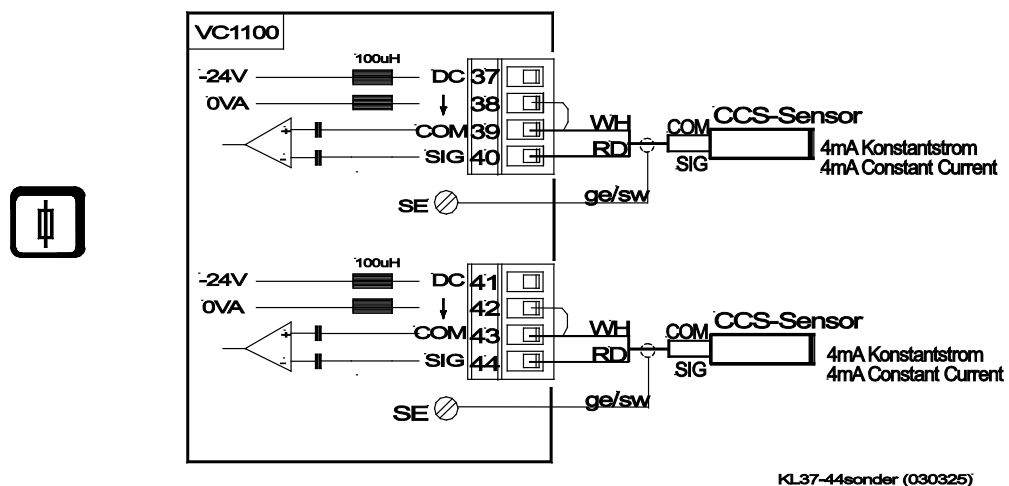 VC1100
100uH
-24V DC 37
0VA 38
COM 39 WH COM CCS-Sensor
SIG 40 RD SIG 4mA Konstantstrom
4mA Constant Current
SE ge/sw
100uH
-24V DC 41
0VA 42
COM 43 WH COM CCS-Sensor
SIG 44 RD SIG 4mA Konstantstrom
4mA Constant Current
SE ge/sw
KL37-44sonder (030325)